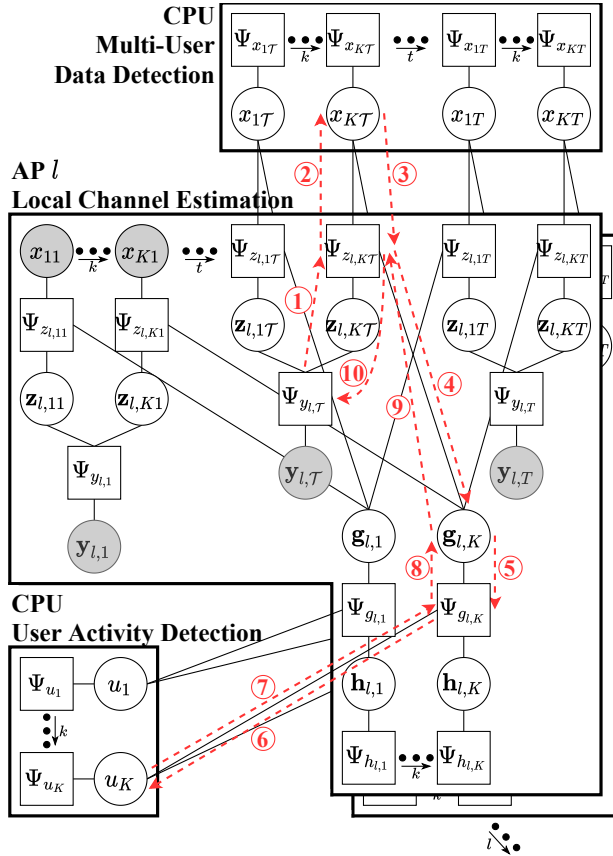 CPU
Multi-User
Data Detection
Ψ_{x_{1𝒯}} k Ψ_{x_{K𝒯}} t Ψ_{x_{1T}} k Ψ_{x_{KT}}
x_{1𝒯} x_{K𝒯} x_{1T} x_{KT}
② ③
AP l
Local Channel Estimation
x_{11} k x_{K1} t Ψ_{z_{l,1𝒯}} Ψ_{z_{l,K𝒯}} Ψ_{z_{l,1T}} Ψ_{z_{l,KT}}
Ψ_{z_{l,11}} Ψ_{z_{l,K1}} ① z_{l,1𝒯} z_{l,K𝒯} z_{l,1T} z_{l,KT}
z_{l,11} z_{l,K1} Ψ_{y_{l,𝒯}} ⑩ ⑨ ④ Ψ_{y_{l,T}}
Ψ_{y_{l,1}} y_{l,𝒯} y_{l,T}
y_{l,1} g_{l,1} g_{l,K}
⑧ ⑤
CPU
User Activity Detection
Ψ_{g_{l,1}} Ψ_{g_{l,K}}
Ψ_{u_1} u_1 ⑦ h_{l,1} h_{l,K}
k
⑥
Ψ_{u_K} u_K Ψ_{h_{l,1}} k Ψ_{h_{l,K}}
l